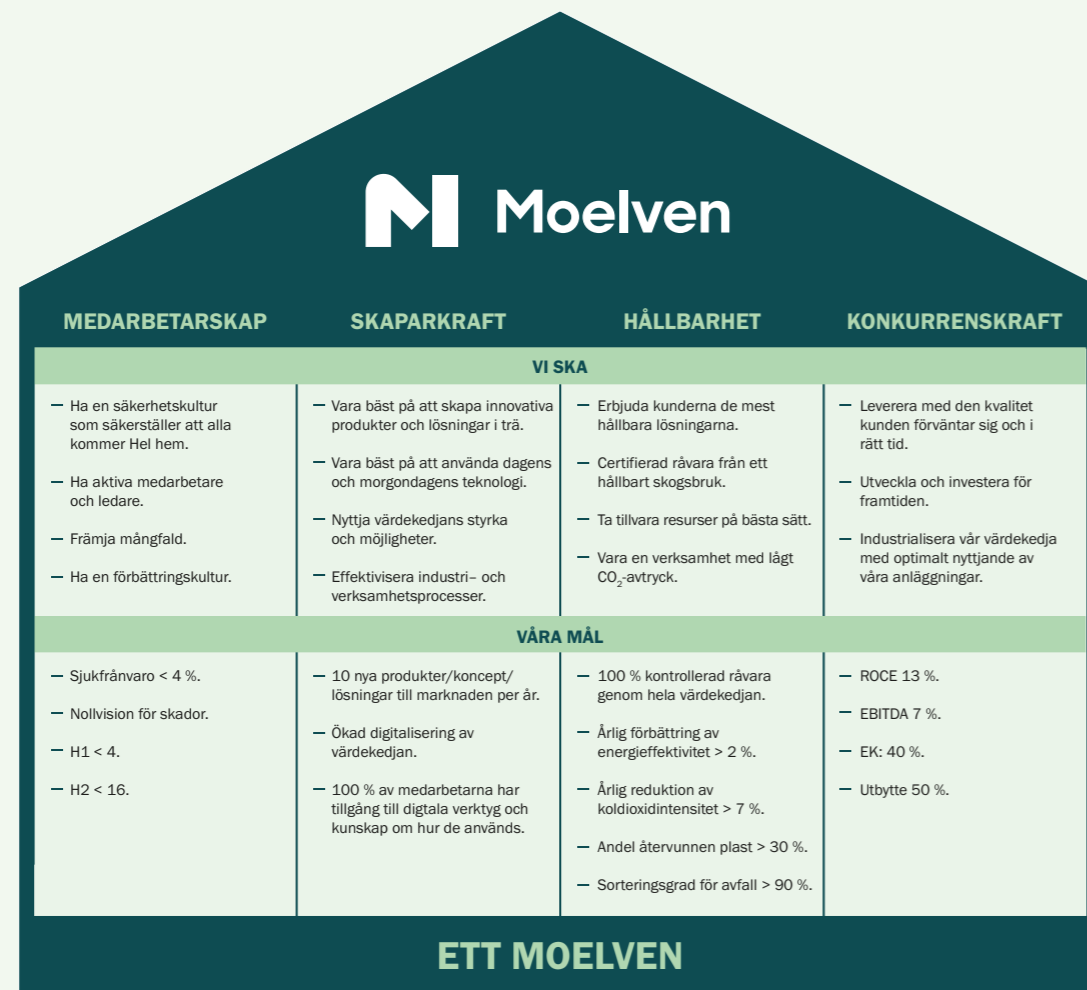 Moelven
MEDARBETARSKAP
SKAPARKRAFT
HÅLLBARHET
KONKURRENSKRAFT
VI SKA
— Ha en säkerhetskultur
som säkerställer att alla
kommer Hel hem.
— Ha aktiva medarbetare
och ledare.
— Främja mångfald.
— Ha en förbättringskultur.
— Vara bäst på att skapa innovativa
produkter och lösningar i trä.
— Vara bäst på att använda dagens
och morgondagens teknologi.
— Nyttja värdekedjans styrka
och möjligheter.
— Effektivisera industri– och
verksamhetsprocesser.
— Erbjuda kunderna de mest
hållbara lösningarna.
— Certifierad råvara från ett
hållbart skogsbruk.
— Ta tillvara resurser på bästa sätt.
— Vara en verksamhet med lågt
CO₂-avtryck.
— Leverera med den kvalitet
kunden förväntar sig och i
rätt tid.
— Utveckla och investera för
framtiden.
— Industrialisera vår värdekedja
med optimalt nyttjande av
våra anläggningar.
VÅRA MÅL
— Sjukfrånvaro < 4 %.
— Nollvision för skador.
— H1 < 4.
— H2 < 16.
— 10 nya produkter/koncept/
lösningar till marknaden per år.
— Ökad digitalisering av
värdekedjan.
— 100 % av medarbetarna har
tillgång till digtala verktyg och
kunskap om hur de används.
— 100 % kontrollerad råvara
genom hela värdekedjan.
— Årlig förbättring av
energieffektivitet > 2 %.
— Årlig reduktion av
koldioxidintensitet > 7 %.
— Andel återvunnen plast > 30 %.
— Sorteringsgrad för avfall > 90 %.
— ROCE 13 %.
— EBITDA 7 %.
— EK: 40 %.
— Utbytte 50 %.
ETT MOELVEN